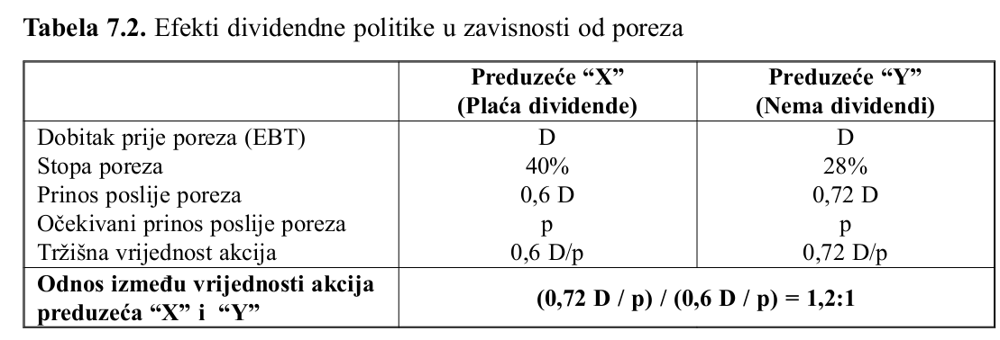 Tabela 7.2. Efekti dividendne politike u zavisnosti od poreza
Preduzeće “X” Preduzeće “Y”
(Plaća dividende) (Nema dividendi)
Dobitak prije poreza (EBT) D D
Stopa poreza 40% 28%
Prinos poslije poreza 0,6 D 0,72 D
Očekivani prinos poslije poreza p p
Tržišna vrijednost akcija 0,6 D/p 0,72 D/p
Odnos između vrijednosti akcija
preduzeća “X” i “Y” (0,72 D / p) / (0,6 D / p) = 1,2:1